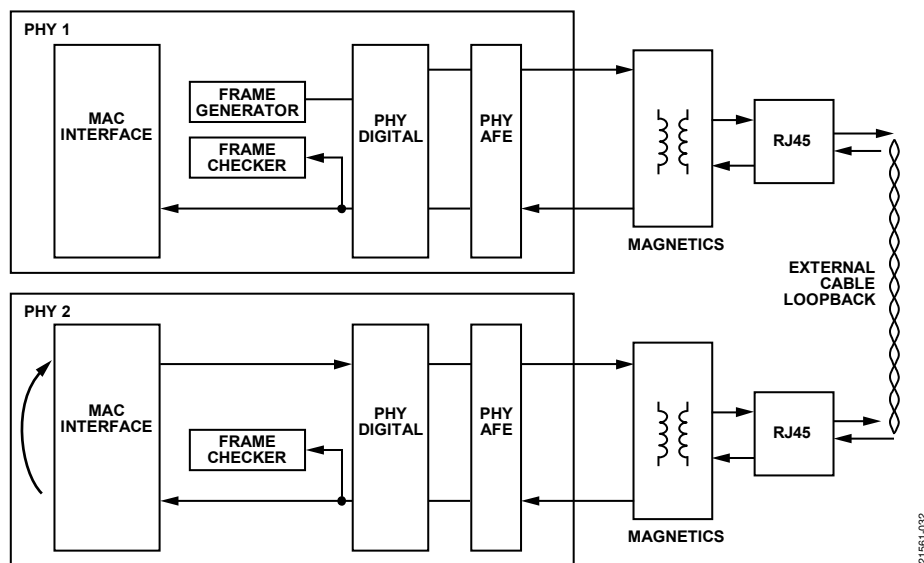 PHY 1
MAC
INTERFACE
FRAME
GENERATOR
FRAME
CHECKER
PHY
DIGITAL
PHY
AFE
MAGNETICS
RJ45
EXTERNAL
CABLE
LOOPBACK
PHY 2
MAC
INTERFACE
FRAME
CHECKER
PHY
DIGITAL
PHY
AFE
MAGNETICS
RJ45
21561-032